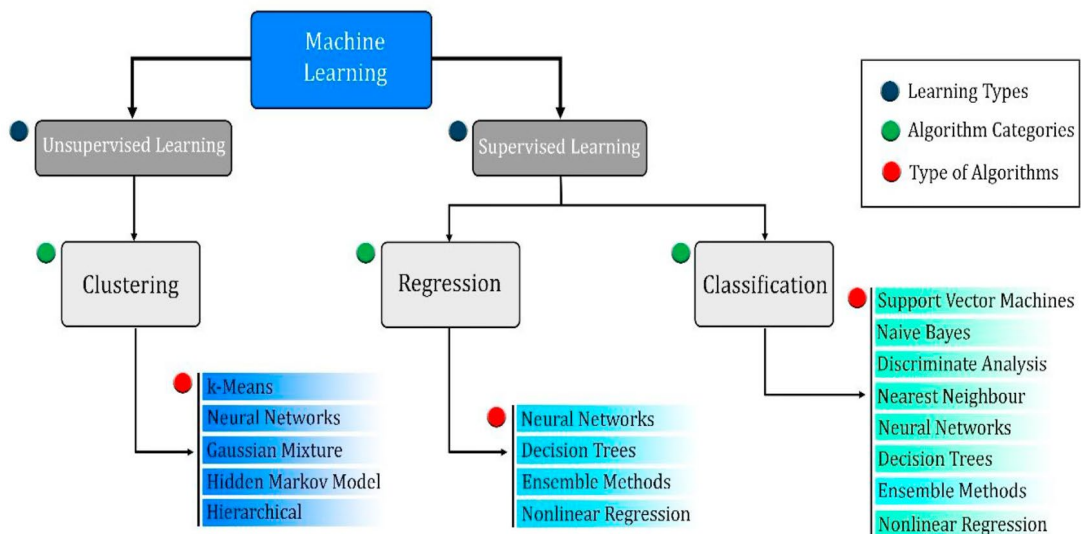 Machine
Learning
Learning Types
Algorithm Categories
Type of Algorithms
Unsupervised Learning
Supervised Learning
Clustering
Regression
Classification
k-Means
Neural Networks
Gaussian Mixture
Hidden Markov Model
Hierarchical
Neural Networks
Decision Trees
Ensemble Methods
Nonlinear Regression
Support Vector Machines
Naive Bayes
Discriminate Analysis
Nearest Neighbour
Neural Networks
Decision Trees
Ensemble Methods
Nonlinear Regression